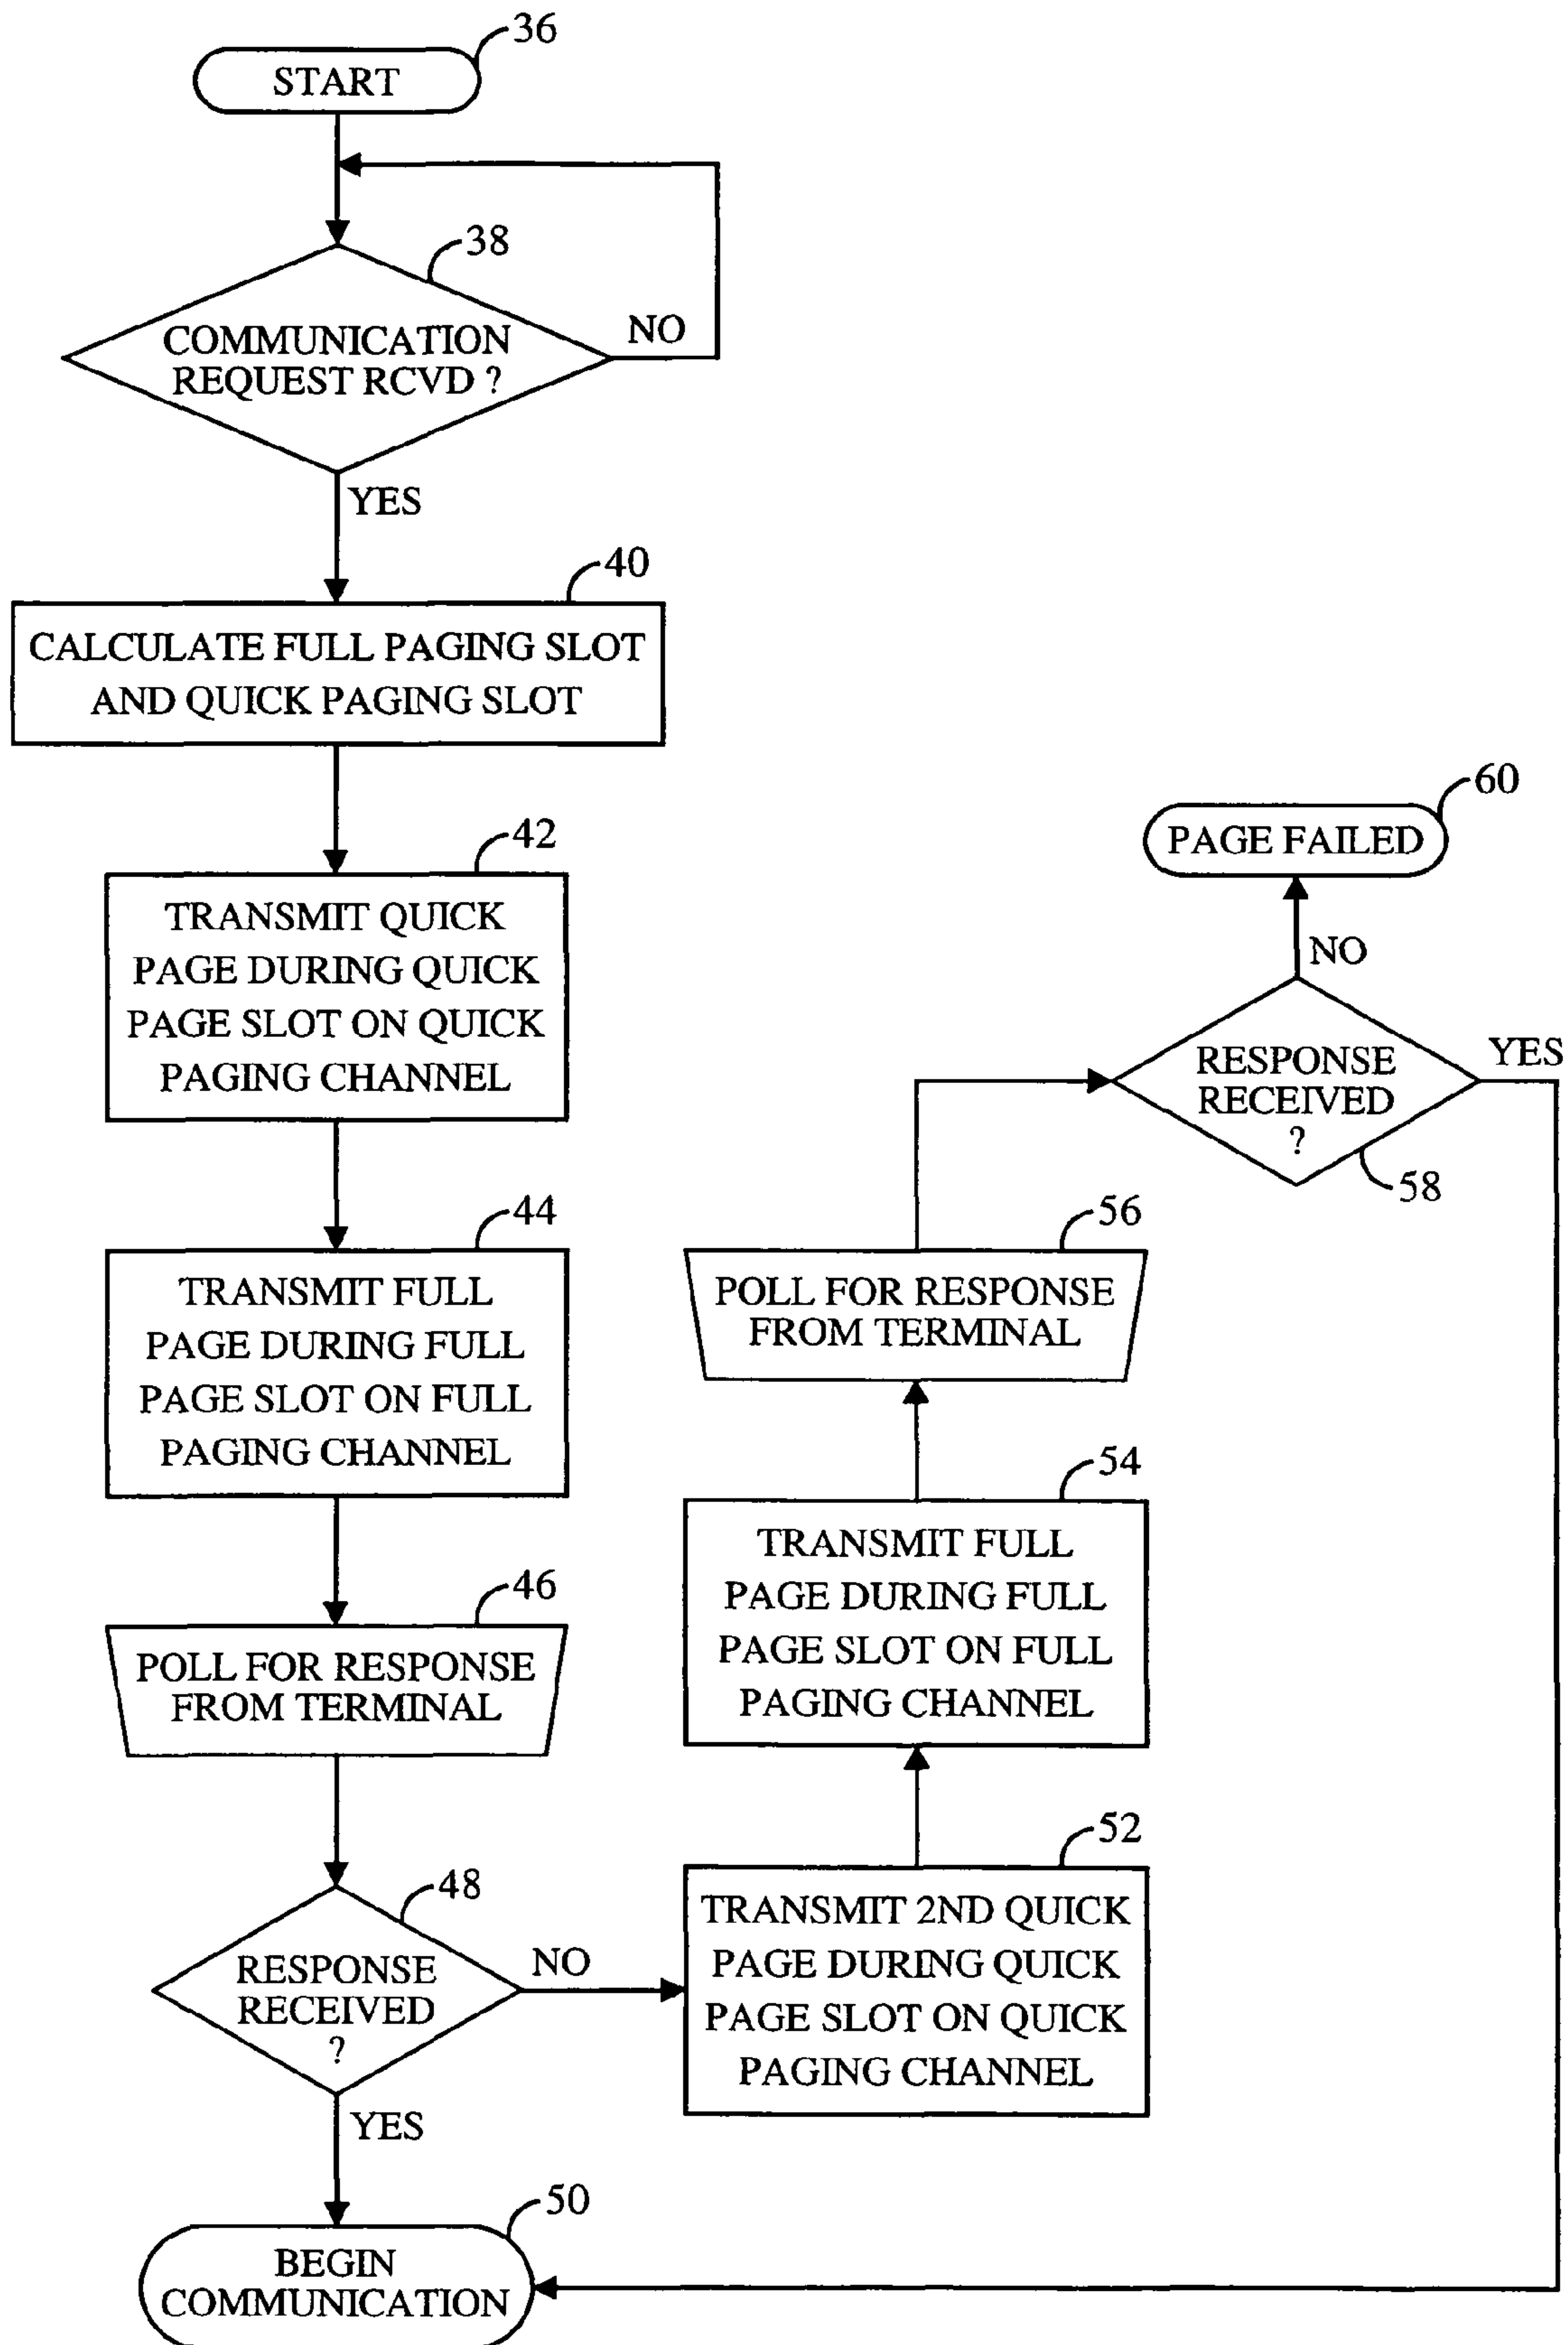 36
START
38
COMMUNICATION
REQUEST RCVD ?
NO
YES
40
CALCULATE FULL PAGING SLOT
AND QUICK PAGING SLOT
42
TRANSMIT QUICK
PAGE DURING QUICK
PAGE SLOT ON QUICK
PAGING CHANNEL
44
TRANSMIT FULL
PAGE DURING FULL
PAGE SLOT ON FULL
PAGING CHANNEL
46
POLL FOR RESPONSE
FROM TERMINAL
48
RESPONSE
RECEIVED
?
NO
YES
50
BEGIN
COMMUNICATION
52
TRANSMIT 2ND QUICK
PAGE DURING QUICK
PAGE SLOT ON QUICK
PAGING CHANNEL
54
TRANSMIT FULL
PAGE DURING FULL
PAGE SLOT ON FULL
PAGING CHANNEL
56
POLL FOR RESPONSE
FROM TERMINAL
58
RESPONSE
RECEIVED
?
YES
NO
60
PAGE FAILED